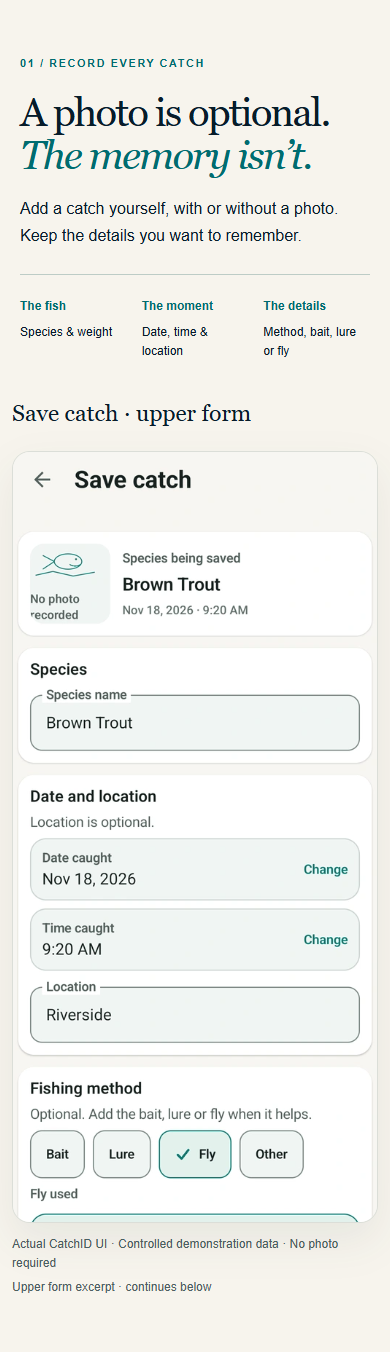 01 / RECORD EVERY CATCH
A photo is optional.
The memory isn't.
Add a catch yourself, with or without a photo.
Keep the details you want to remember.
The fish
Species & weight
The moment
Date, time &
location
The details
Method, bait, lure
or fly
Save catch · upper form
Save catch
No photo
recorded
Species being saved
Brown Trout
Nov 18, 2026 · 9:20 AM
Species
Species name
Brown Trout
Date and location
Location is optional.
Date caught
Nov 18, 2026
Change
Time caught
9:20 AM
Change
Location
Riverside
Fishing method
Optional. Add the bait, lure or fly when it helps.
Bait
Lure
Fly
Other
Fly used
Actual CatchID UI · Controlled demonstration data · No photo
required
Upper form excerpt · continues below